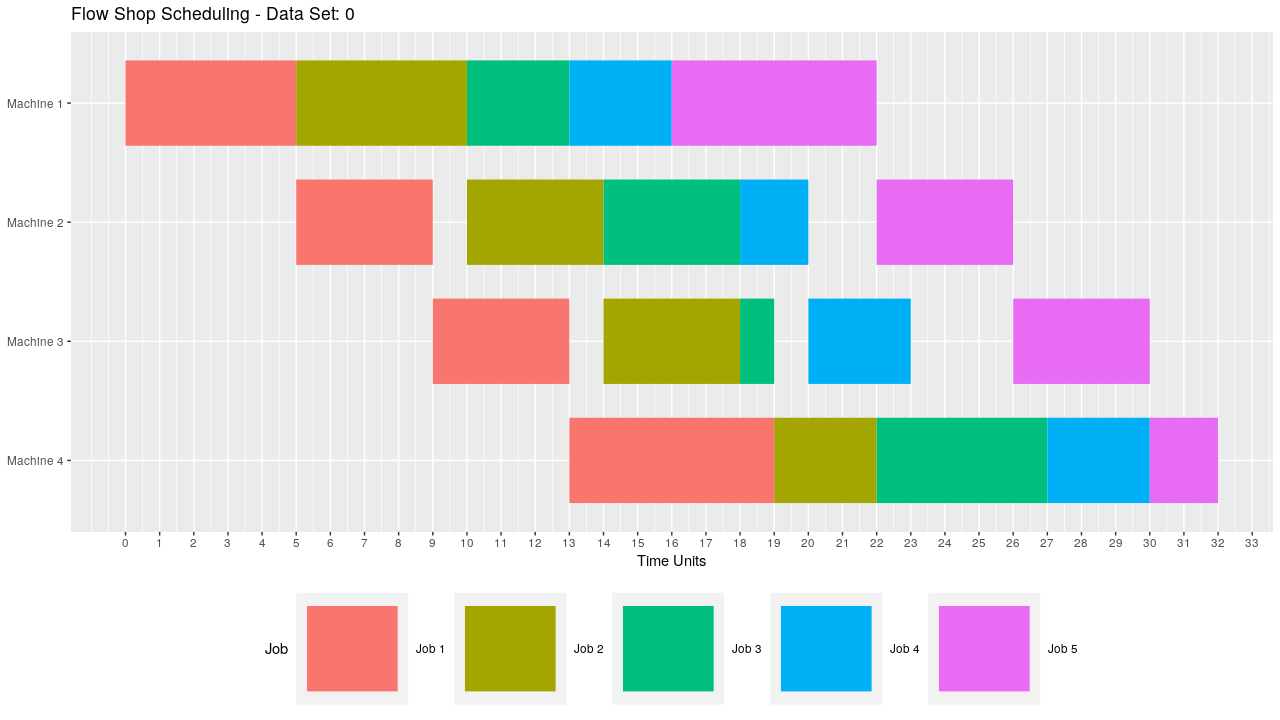 Flow Shop Scheduling - Data Set: 0
Machine 1
Machine 2
Machine 3
Machine 4
0 1 2 3 4 5 6 7 8 9 10 11 12 13 14 15 16 17 18 19 20 21 22 23 24 25 26 27 28 29 30 31 32 33
Time Units
Job Job 1 Job 2 Job 3 Job 4 Job 5